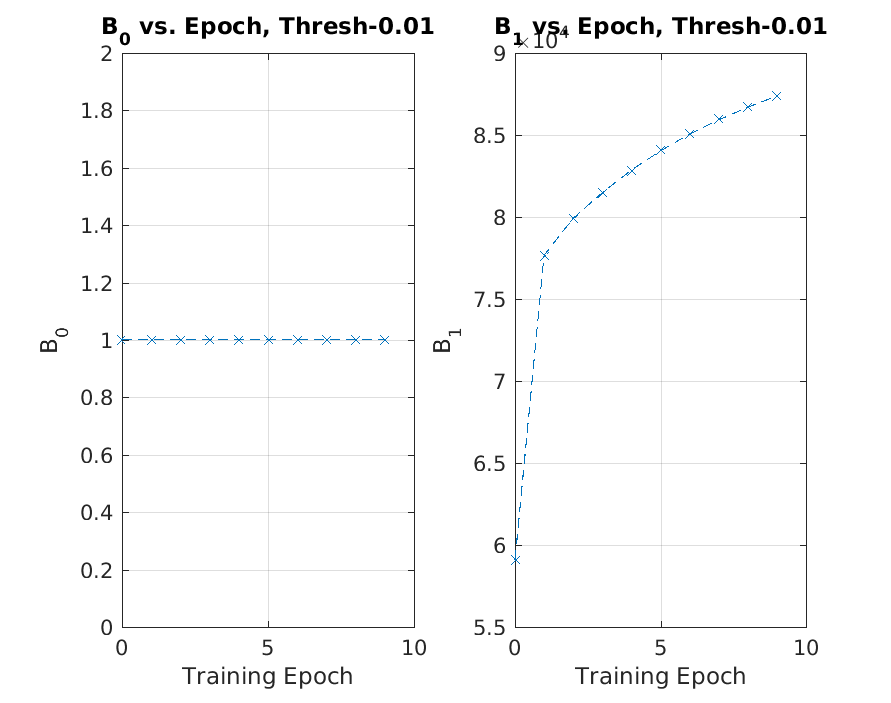 B0 vs. Epoch, Thresh-0.01
2
1.8
1.6
1.4
1.2
1
0.8
0.6
0.4
0.2
0
B0
0 5 10
Training Epoch
B1 vs. Epoch, Thresh-0.01
×10^4
9
8.5
8
7.5
7
6.5
6
5.5
B1
0 5 10
Training Epoch